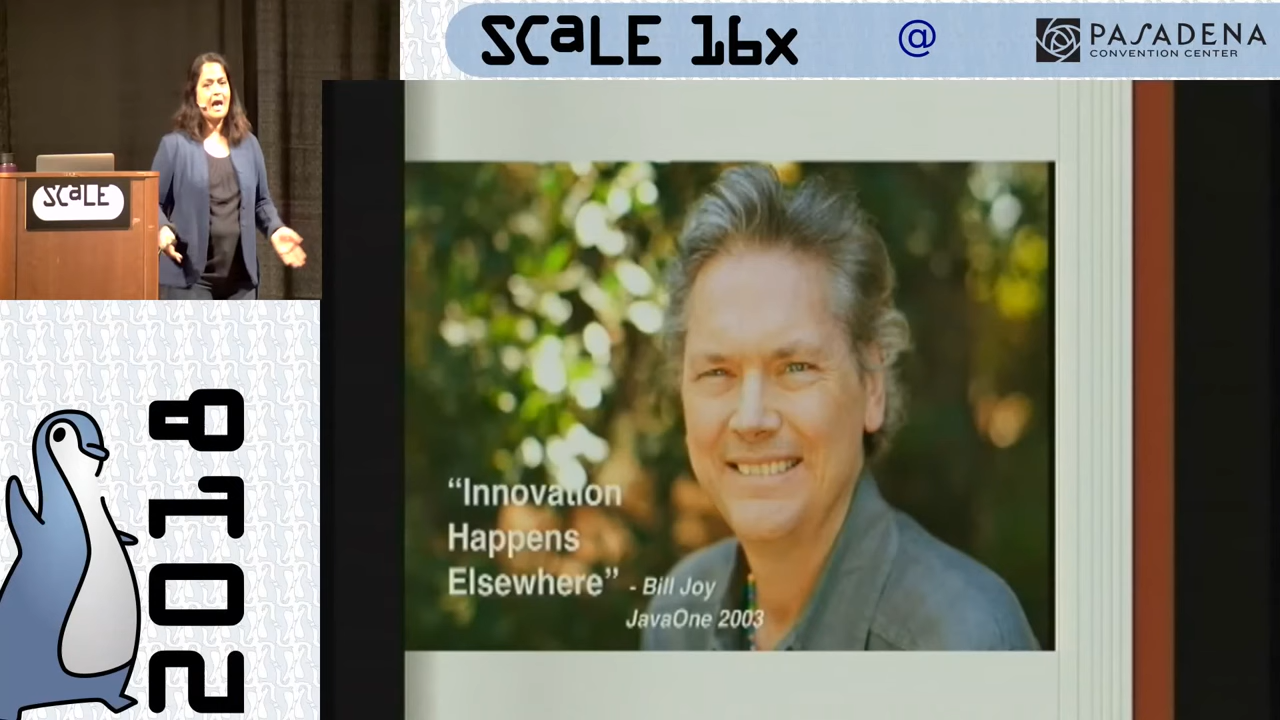 SCaLE 16x
@
PASADENA
CONVENTION CENTER
SCaLE
“Innovation
Happens
Elsewhere” - Bill Joy
JavaOne 2003
2018